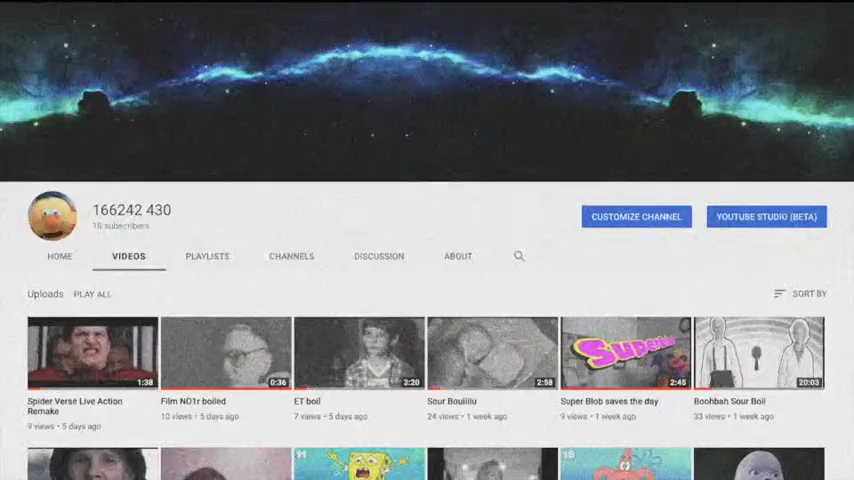 166242 430
18 subscribers
CUSTOMIZE CHANNEL
YOUTUBE STUDIO (BETA)
HOME
VIDEOS
PLAYLISTS
CHANNELS
DISCUSSION
ABOUT
Uploads PLAY ALL
SORT BY
1:38
0:36
3:20
2:58
Super
2:45
20:03
Spider Verse Live Action
Remake
9 views • 5 days ago
Film NO1r boiled
10 views • 5 days ago
ET boil
7 views • 5 days ago
Sour Bouliiilu
24 views • 1 week ago
Super Blob saves the day
9 views • 1 week ago
Boohbah Sour Boil
33 views • 1 week ago